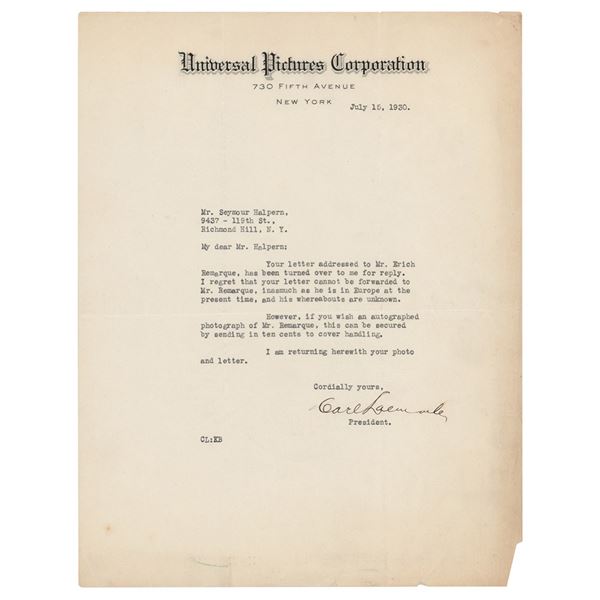 Universal Pictures Corporation
730 Fifth Avenue
New York
July 15, 1930.
Mr. Seymour Halpern,
9437 - 119th St.,
Richmond Hill, N. Y.
My dear Mr. Halpern:
Your letter addressed to Mr. Erich
Remarque, has been turned over to me for reply.
I regret that your letter cannot be forwarded to
Mr. Remarque, inasmuch as he is in Europe at the
present time, and his whereabouts are unknown.
However, if you wish an autographed
photograph of Mr. Remarque, this can be secured
by sending in ten cents to cover handling.
I am returning herewith your photo
and letter.
Cordially yours,
Carl Laemmle
President.
CL:KB